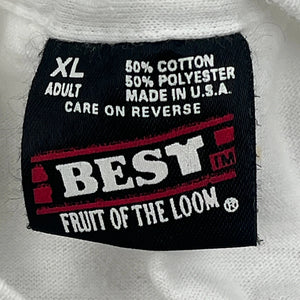 XL
ADULT
50% COTTON
50% POLYESTER
MADE IN U.S.A.
CARE ON REVERSE
BEST TM
FRUIT OF THE LOOM ®